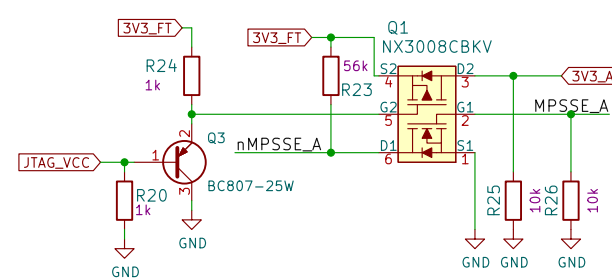 3V3_FT
R24
1k
2
Q3
JTAG_VCC
1
3
BC807-25W
R20
1k
GND
GND
3V3_FT
56k
R23
nMPSSE_A
Q1
NX3008CBKV
S2 D2
4 3
G2 G1
5 2
D1 S1
6 1
3V3_A
MPSSE_A
R25
10k
R26
10k
GND GND GND